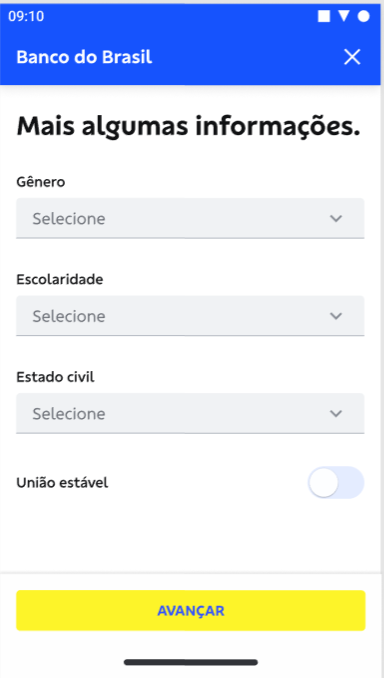 09:10
Banco do Brasil
Mais algumas informações.
Gênero
Selecione
Escolaridade
Selecione
Estado civil
Selecione
União estável
AVANÇAR